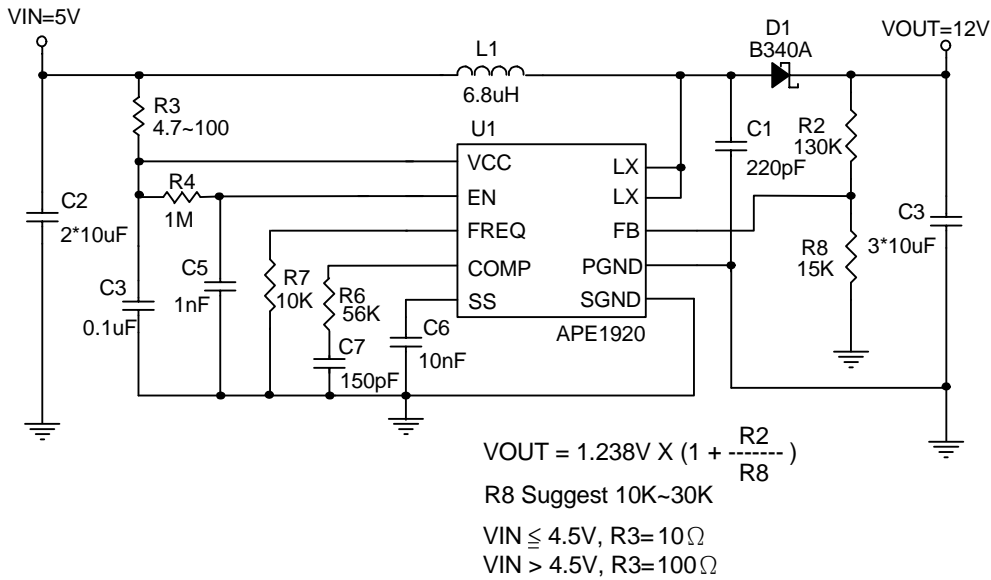 VIN=5V
VOUT=12V
D1
B340A
L1
6.8uH
R3
4.7~100
U1
C1
220pF
R2
130K
VCC
LX
R4
1M
EN
LX
C2
2*10uF
FREQ
FB
C3
3*10uF
C5
1nF
R7
10K
COMP
PGND
R8
15K
C3
0.1uF
R6
56K
SS
SGND
C6
10nF
APE1920
C7
150pF
VOUT = 1.238V X (1 + R2
------- )
R8
R8 Suggest 10K~30K
VIN ≦ 4.5V, R3=10Ω
VIN > 4.5V, R3=100Ω